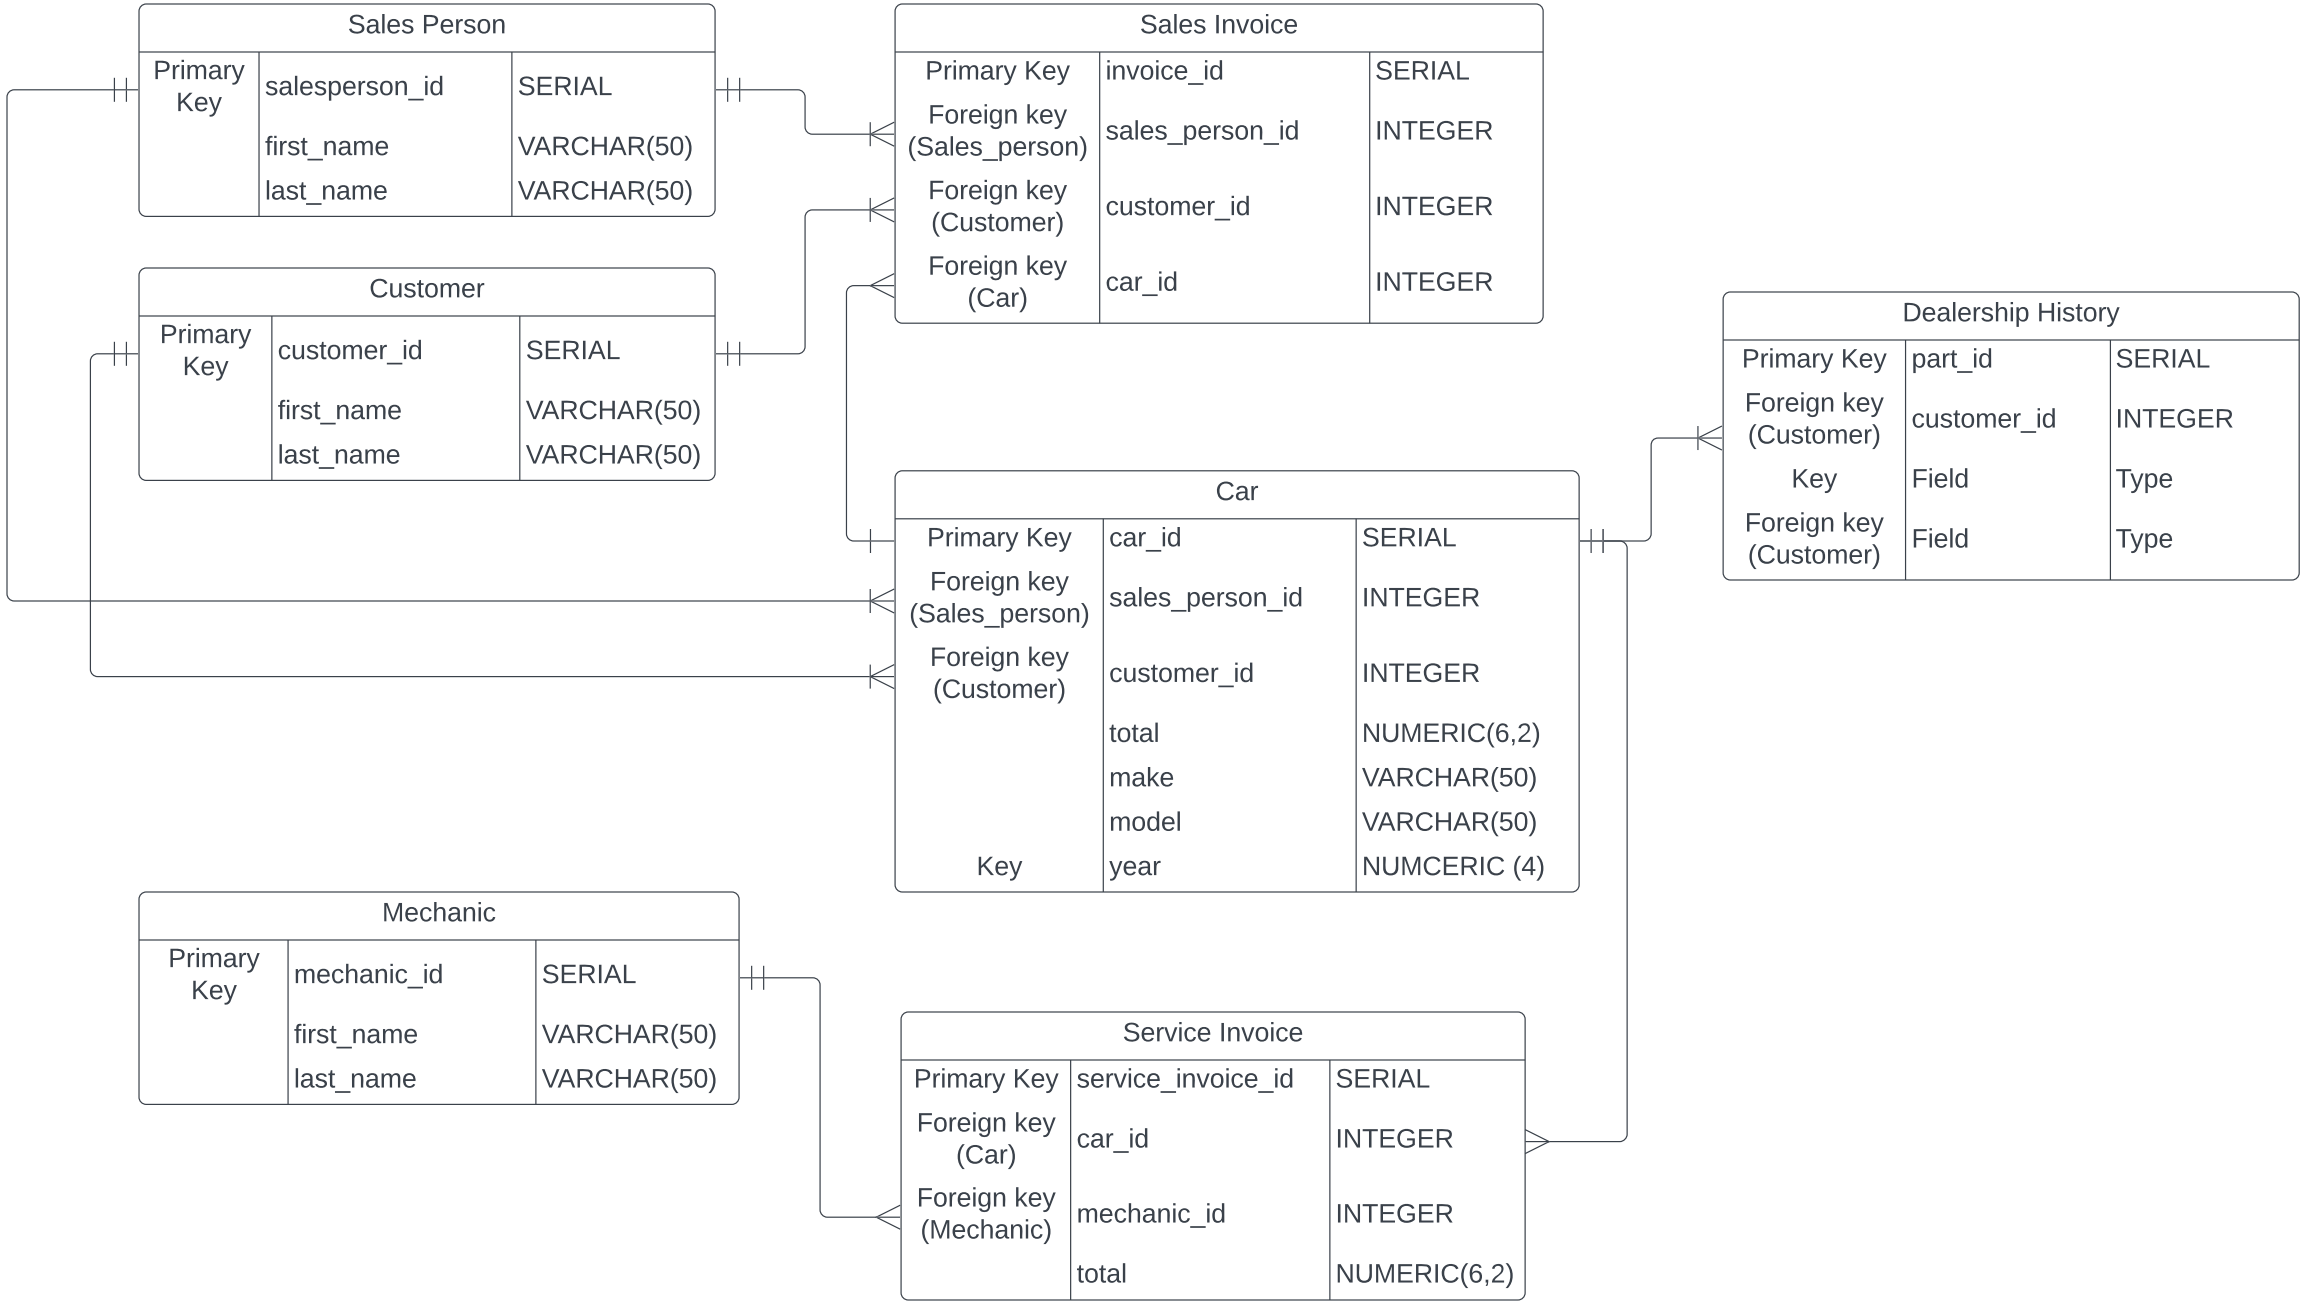 Sales Person
Primary
Key
salesperson_id
SERIAL
first_name
VARCHAR(50)
last_name
VARCHAR(50)
Sales Invoice
Primary Key
invoice_id
SERIAL
Foreign key
(Sales_person)
sales_person_id
INTEGER
Foreign key
(Customer)
customer_id
INTEGER
Foreign key
(Car)
car_id
INTEGER
Customer
Primary
Key
customer_id
SERIAL
first_name
VARCHAR(50)
last_name
VARCHAR(50)
Dealership History
Primary Key
part_id
SERIAL
Foreign key
(Customer)
customer_id
INTEGER
Key
Field
Type
Foreign key
(Customer)
Field
Type
Car
Primary Key
car_id
SERIAL
Foreign key
(Sales_person)
sales_person_id
INTEGER
Foreign key
(Customer)
customer_id
INTEGER
total
NUMERIC(6,2)
make
VARCHAR(50)
model
VARCHAR(50)
Key
year
NUMCERIC (4)
Mechanic
Primary
Key
mechanic_id
SERIAL
first_name
VARCHAR(50)
last_name
VARCHAR(50)
Service Invoice
Primary Key
service_invoice_id
SERIAL
Foreign key
(Car)
car_id
INTEGER
Foreign key
(Mechanic)
mechanic_id
INTEGER
total
NUMERIC(6,2)